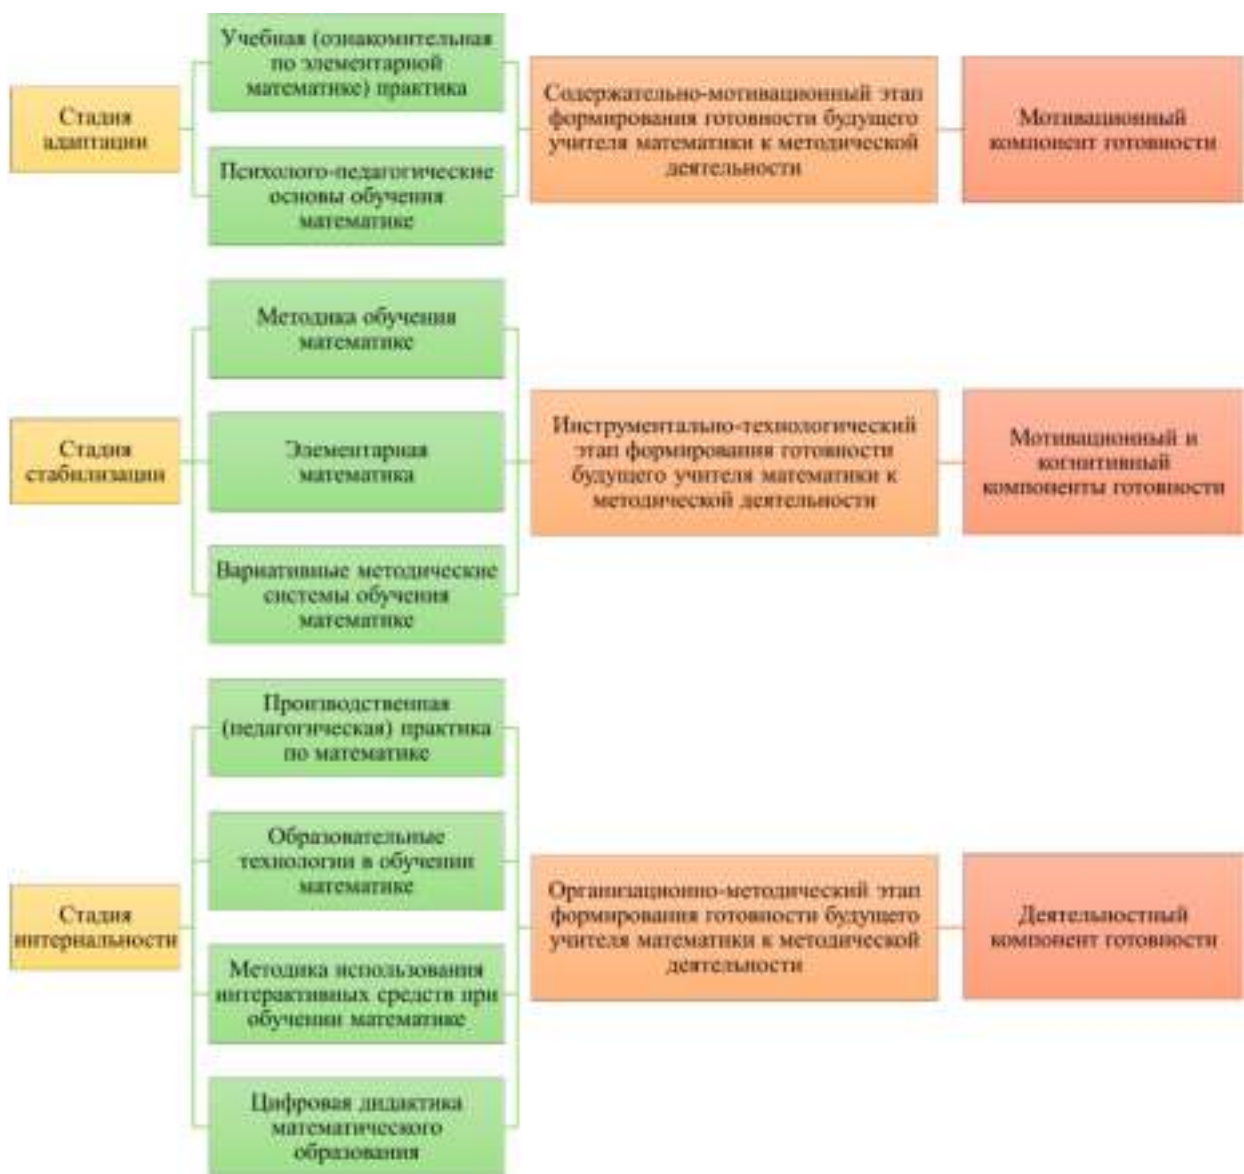 Стадия
адаптации
Учебная (ознакомительная
по элементарной
математике) практика
Психолого-педагогические
основы обучения
математике
Содержательно-мотивационный этап
формирования готовности будущего
учителя математики к методической
деятельности
Мотивационный
компонент готовности
Стадия
стабилизации
Методика обучения
математике
Элементарная
математика
Вариативные методические
системы обучения
математике
Инструментально-технологический
этап формирования готовности
будущего учителя математики к
методической деятельности
Мотивационный и
когнитивный
компоненты готовности
Стадия
интернальности
Производственная
(педагогическая) практика
по математике
Образовательные
технологии в обучении
математике
Методика использования
интерактивных средств при
обучении математике
Цифровая дидактика
математического
образования
Организационно-методический этап
формирования готовности будущего
учителя математики к методической
деятельности
Деятельностный
компонент готовности